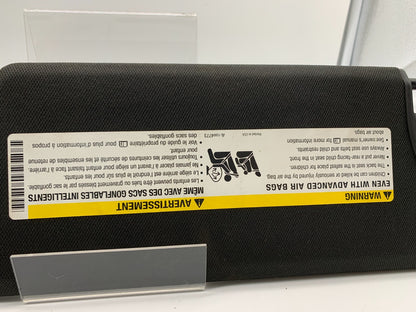 WARNING
EVEN WITH ADVANCED AIR BAGS
Children can be killed or seriously injured by the air bag.
The back seat is the safest place for children.
Never put a rear-facing child seat in the front.
Always use seat belts and child restraints.
See owner's manual for more information
about air bags.
Printed in USA
AVERTISSEMENT
MÊME AVEC DES SACS GONFLABLES INTELLIGENTS
Les enfants peuvent être tués ou gravement blessés par le sac gonflable.
Le siège arrière est l'endroit le plus sûr pour les enfants.
Ne jamais installer un siège pour enfant faisant face à l'arrière à l'avant.
Toujours utiliser ceintures de sécurité et les ensembles de retenue
pour enfant.
Voir le guide du propriétaire pour plus d'information à propos
des sacs gonflables.